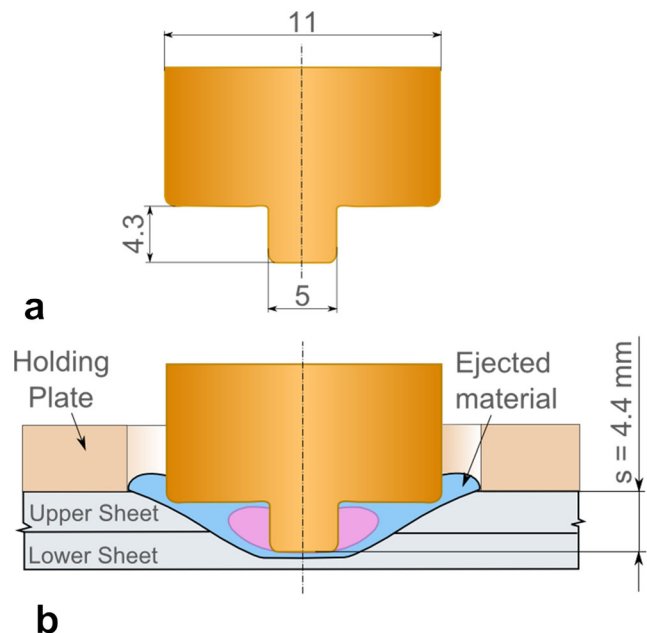 11
4.3
5
a
Holding
Plate
Ejected
material
s = 4.4 mm
Upper Sheet
Lower Sheet
b